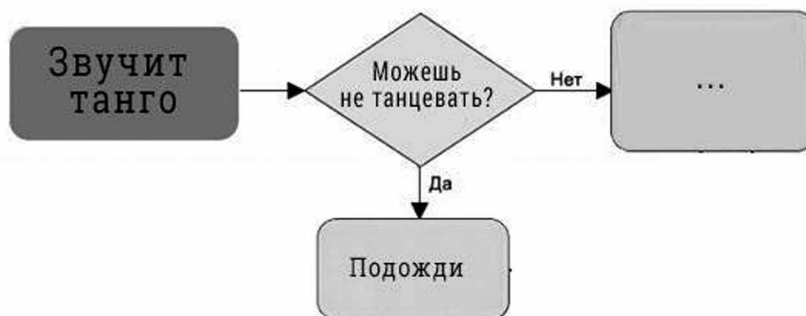 Звучит
танго
Можешь
не танцевать?
Нет
...
Да
Подожди